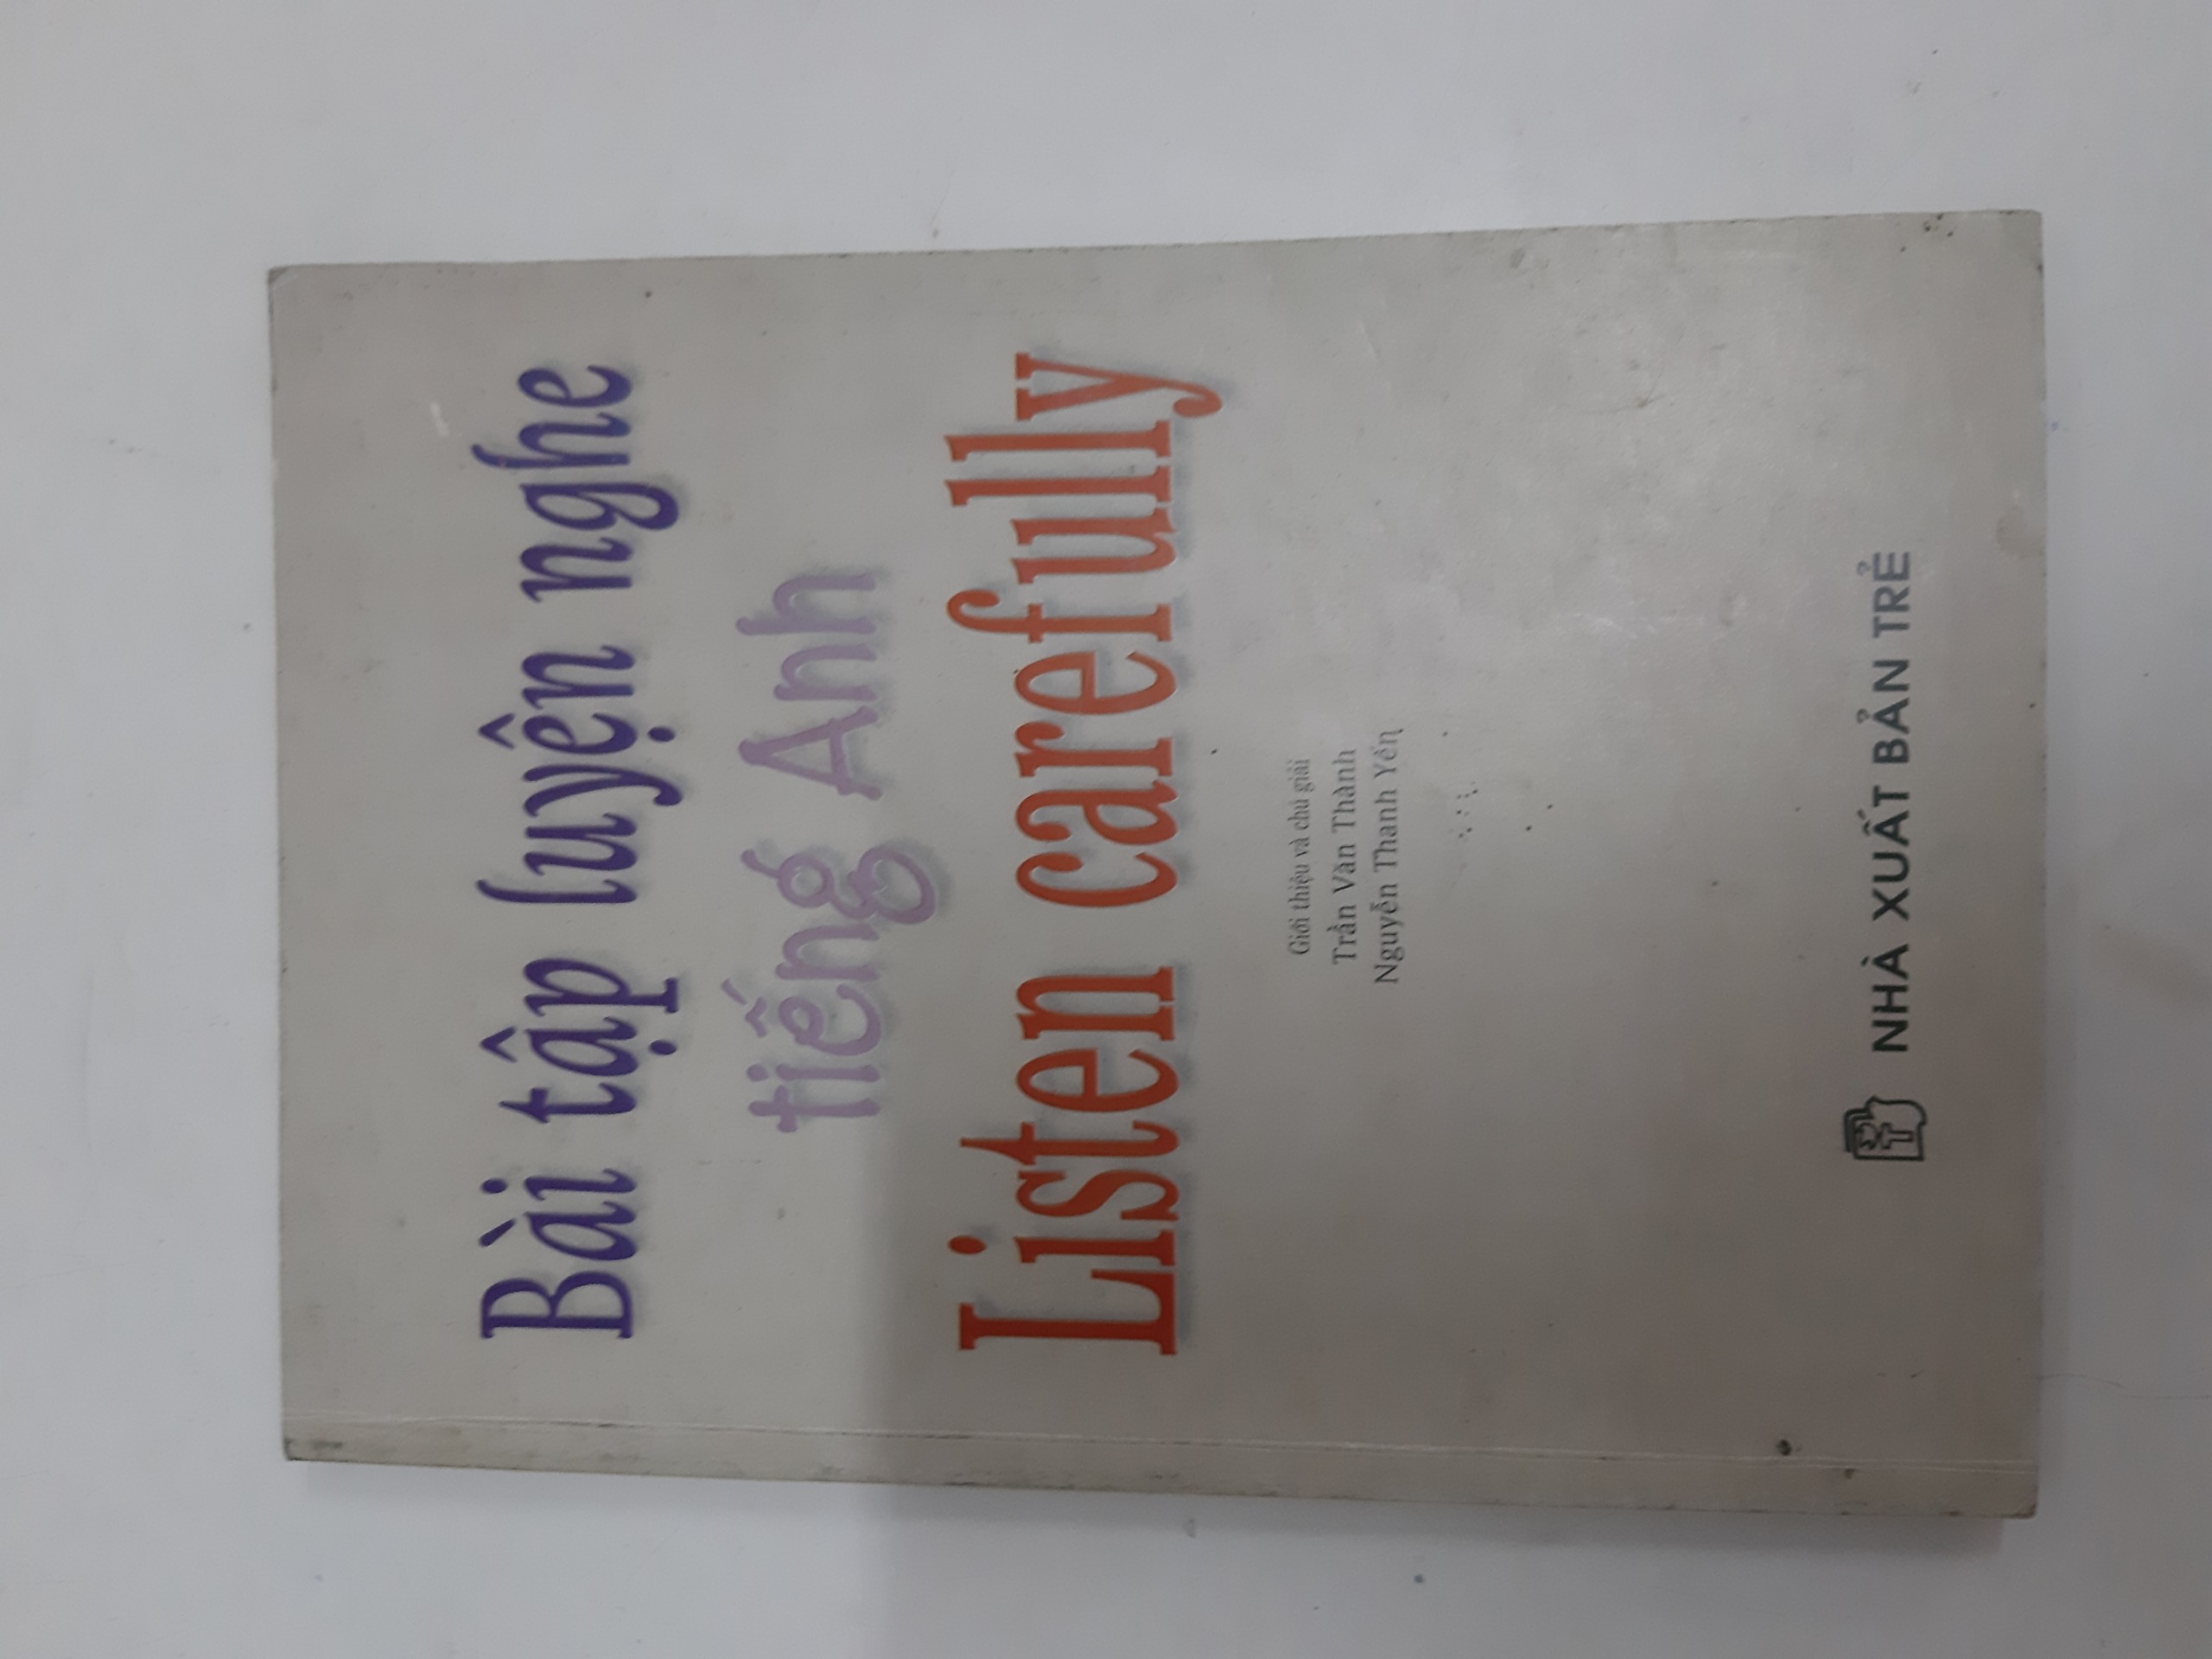 Bài tập luyện nghe
tiếng Anh
Listen carefully
Giới thiệu và chú giải
Trần Văn Thành
Nguyễn Thanh Yến
NHÀ XUẤT BẢN TRẺ